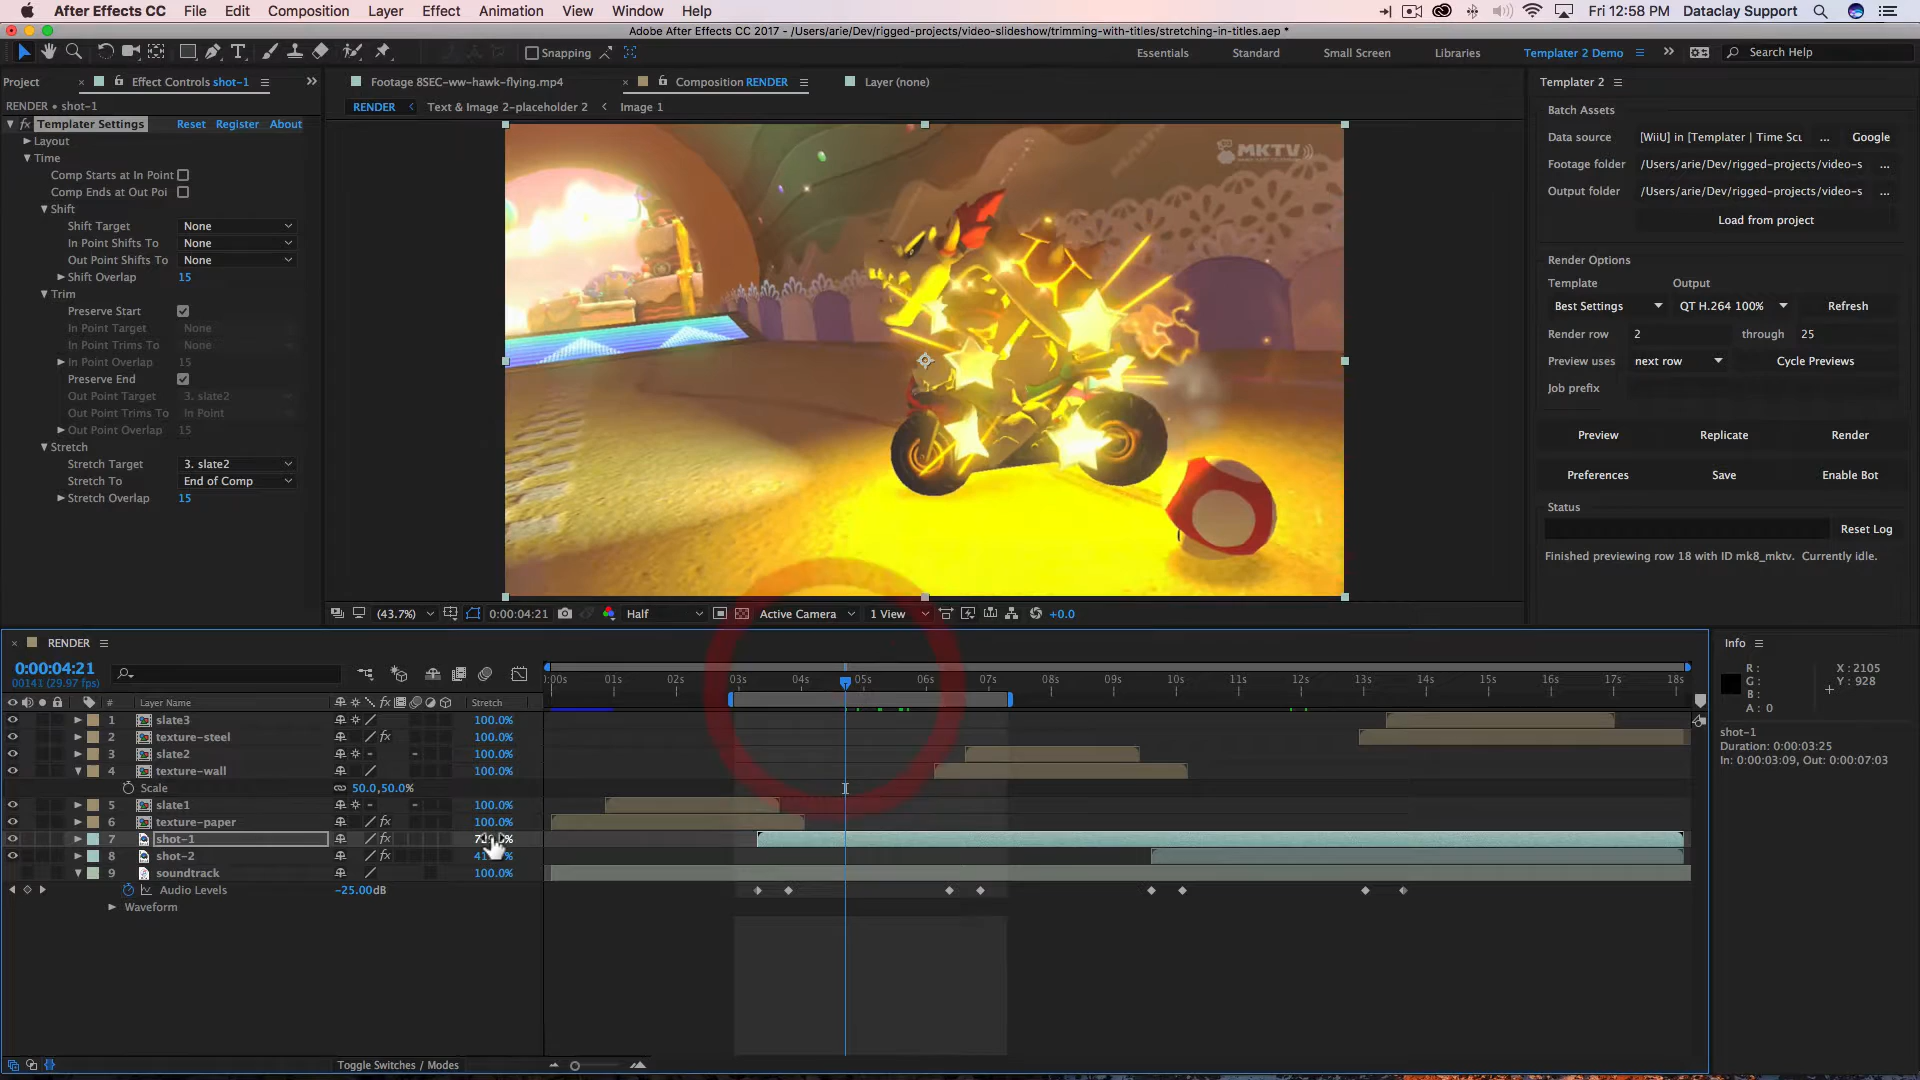 After Effects CC File Edit Composition Layer Effect Animation View Window Help Fri 12:58 PM Dataclay Support
Adobe After Effects CC 2017 - /Users/arie/Dev/rigged-projects/video-slideshow/trimming-with-titles/stretching-in-titles.aep *
Snapping Essentials Standard Small Screen Libraries Templater 2 Demo Search Help
Project Effect Controls shot-1
RENDER • shot-1
Templater Settings Reset Register About
Layout
Time
Comp Starts at In Point
Comp Ends at Out Poi
Shift
Shift Target None
In Point Shifts To None
Out Point Shifts To None
Shift Overlap 15
Trim
Preserve Start
In Point Target None
In Point Trims To None
In Point Overlap 15
Preserve End
Out Point Target 3. slate2
Out Point Trims To In Point
Out Point Overlap 15
Stretch
Stretch Target 3. slate2
Stretch To End of Comp
Stretch Overlap 15
Footage 8SEC-ww-hawk-flying.mp4 Composition RENDER Layer (none)
RENDER Text & Image 2-placeholder 2 Image 1
MKTV
(43.7%) 0:00:04:21 Half Active Camera 1 View +0.0
Templater 2
Batch Assets
Data source [WiiU] in [Templater | Time Scu ... Google
Footage folder /Users/arie/Dev/rigged-projects/video-s ...
Output folder /Users/arie/Dev/rigged-projects/video-s ...
Load from project
Render Options
Template Output
Best Settings QT H.264 100% Refresh
Render row 2 through 25
Preview uses next row Cycle Previews
Job prefix
Preview Replicate Render
Preferences Save Enable Bot
Status
Reset Log
Finished previewing row 18 with ID mk8_mktv. Currently idle.
RENDER
0:00:04:21
00141 (29.97 fps)
:00s 01s 02s 03s 04s 05s 06s 07s 08s 09s 10s 11s 12s 13s 14s 15s 16s 17s 18s
# Layer Name fx Stretch
1 slate3 100.0%
2 texture-steel fx 100.0%
3 slate2 100.0%
4 texture-wall 100.0%
Scale 50.0,50.0%
5 slate1 100.0%
6 texture-paper fx 100.0%
7 shot-1 fx
8 shot-2 fx
9 soundtrack 100.0%
Audio Levels -25.00dB
Waveform
Toggle Switches / Modes
Info
R: X : 2105
G: Y : 928
B:
A : 0
shot-1
Duration: 0:00:03:25
In: 0:00:03:09, Out: 0:00:07:03